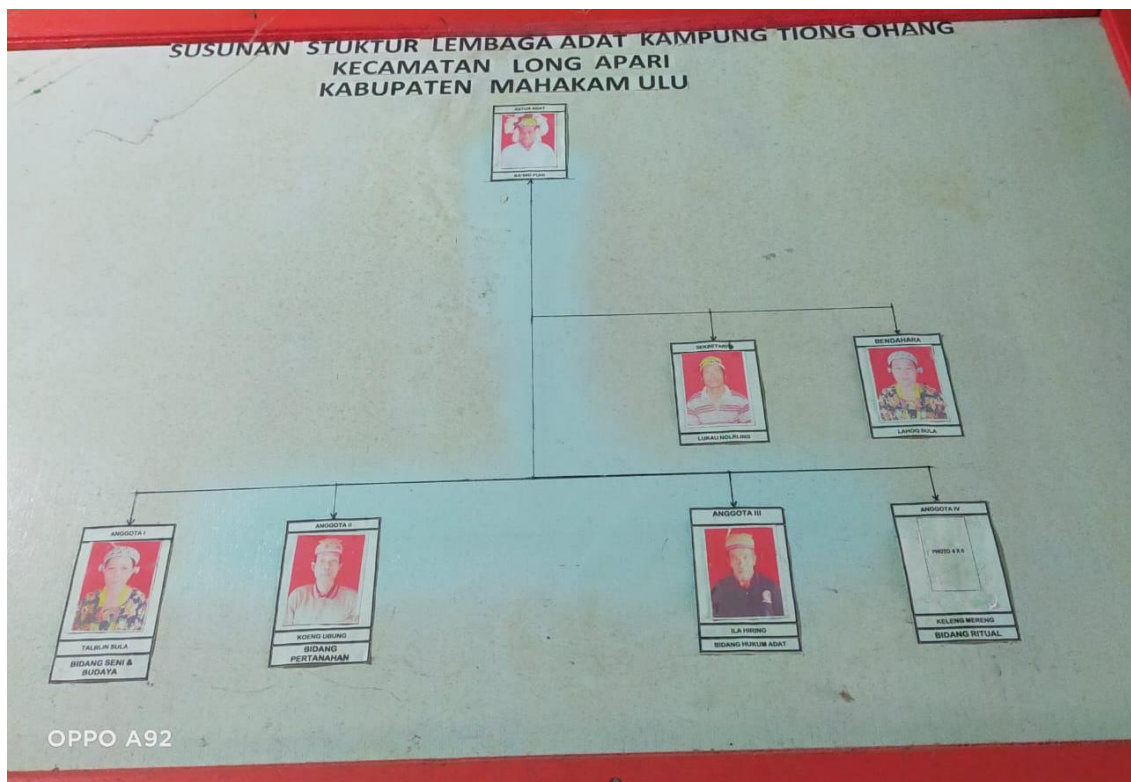 SUSUNAN STUKTUR LEMBAGA ADAT KAMPUNG TIONG OHANG
KECAMATAN LONG APARI
KABUPATEN MAHAKAM ULU
KETUA ADAT
SEKRETARIS
LUKAU
BENDAHARA
LAHOQ BULA
ANGGOTA I
TALIILIN BULA
BIDANG SENI &
BUDAYA
ANGGOTA II
KOENG UBUNG
BIDANG
PERTANAHAN
ANGGOTA III
ILA HIRING
BIDANG HUKUM ADAT
ANGGOTA IV
PHOTO 4 X 6
KELENG MERENG
BIDANG RITUAL
OPPO A92